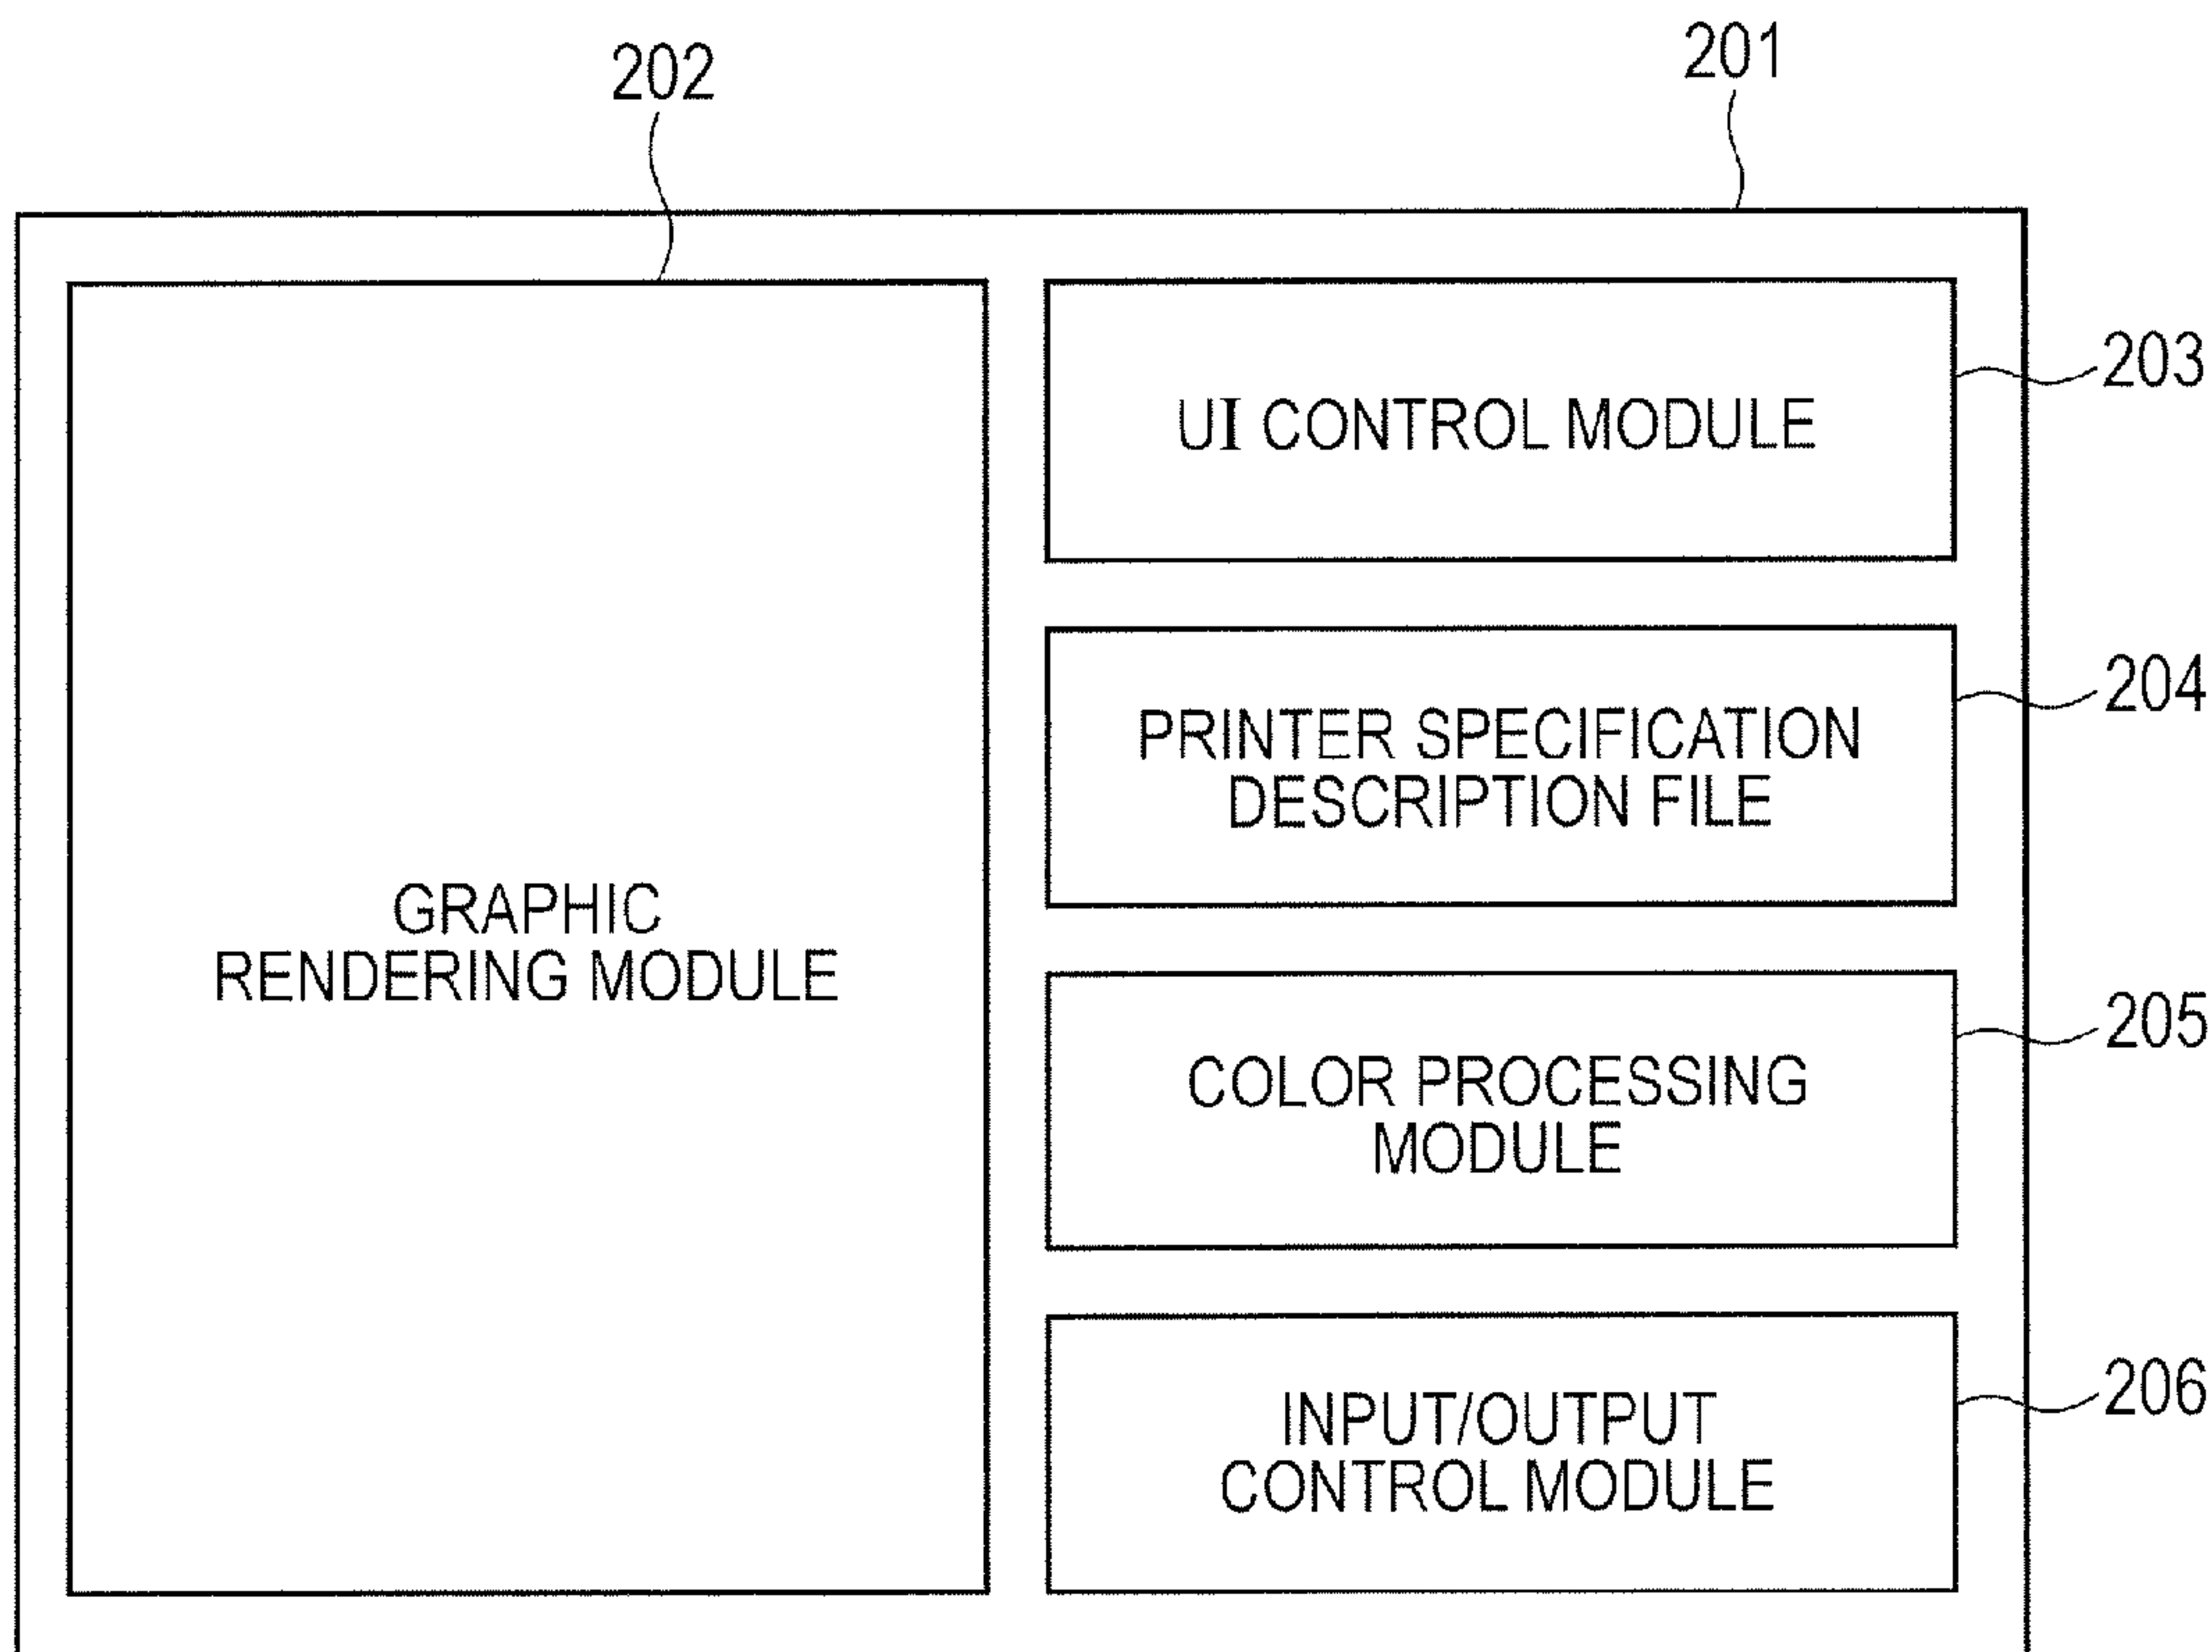 202
201
GRAPHIC
RENDERING MODULE
UI CONTROL MODULE
203
PRINTER SPECIFICATION
DESCRIPTION FILE
204
COLOR PROCESSING
MODULE
205
INPUT/OUTPUT
CONTROL MODULE
206